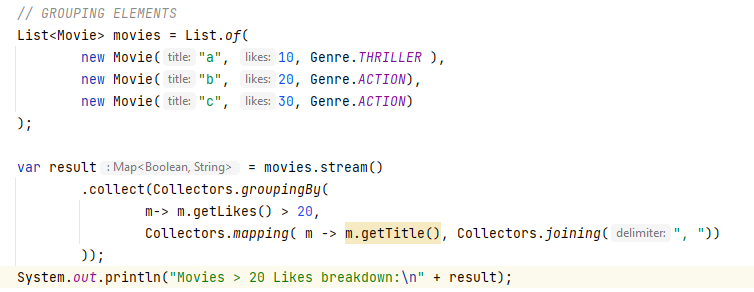 // GROUPING ELEMENTS
List<Movie> movies = List.of(
new Movie( title: "a", likes: 10, Genre.THRILLER ),
new Movie( title: "b", likes: 20, Genre.ACTION),
new Movie( title: "c", likes: 30, Genre.ACTION)
);
var result : Map<Boolean, String> = movies.stream()
.collect(Collectors.groupingBy(
m-> m.getLikes() > 20,
Collectors.mapping( m -> m.getTitle(), Collectors.joining( delimiter: ", "))
));
System.out.println("Movies > 20 Likes breakdown:\n" + result);